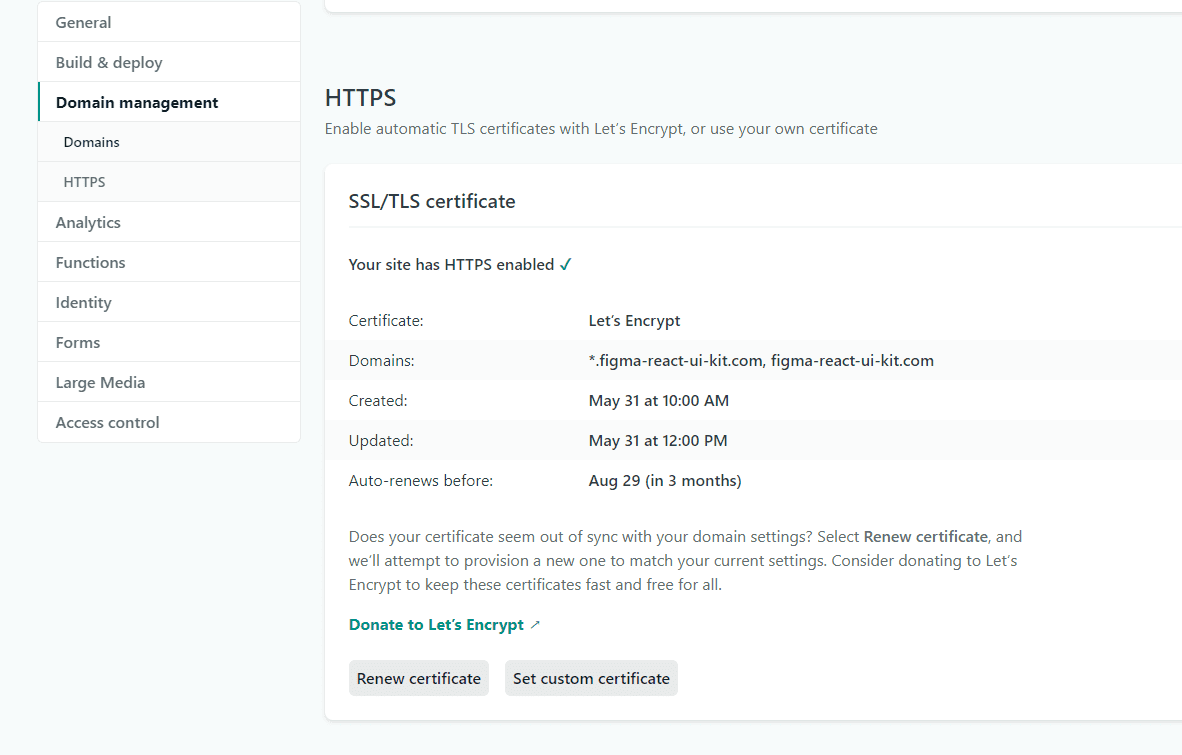 General
Build & deploy
Domain management
Domains
HTTPS
Analytics
Functions
Identity
Forms
Large Media
Access control
HTTPS
Enable automatic TLS certificates with Let’s Encrypt, or use your own certificate
SSL/TLS certificate
Your site has HTTPS enabled ✓
Certificate: Let’s Encrypt
Domains: *.figma-react-ui-kit.com, figma-react-ui-kit.com
Created: May 31 at 10:00 AM
Updated: May 31 at 12:00 PM
Auto-renews before: Aug 29 (in 3 months)
Does your certificate seem out of sync with your domain settings? Select Renew certificate, and
we’ll attempt to provision a new one to match your current settings. Consider donating to Let’s
Encrypt to keep these certificates fast and free for all.
Donate to Let’s Encrypt ↗
Renew certificate Set custom certificate